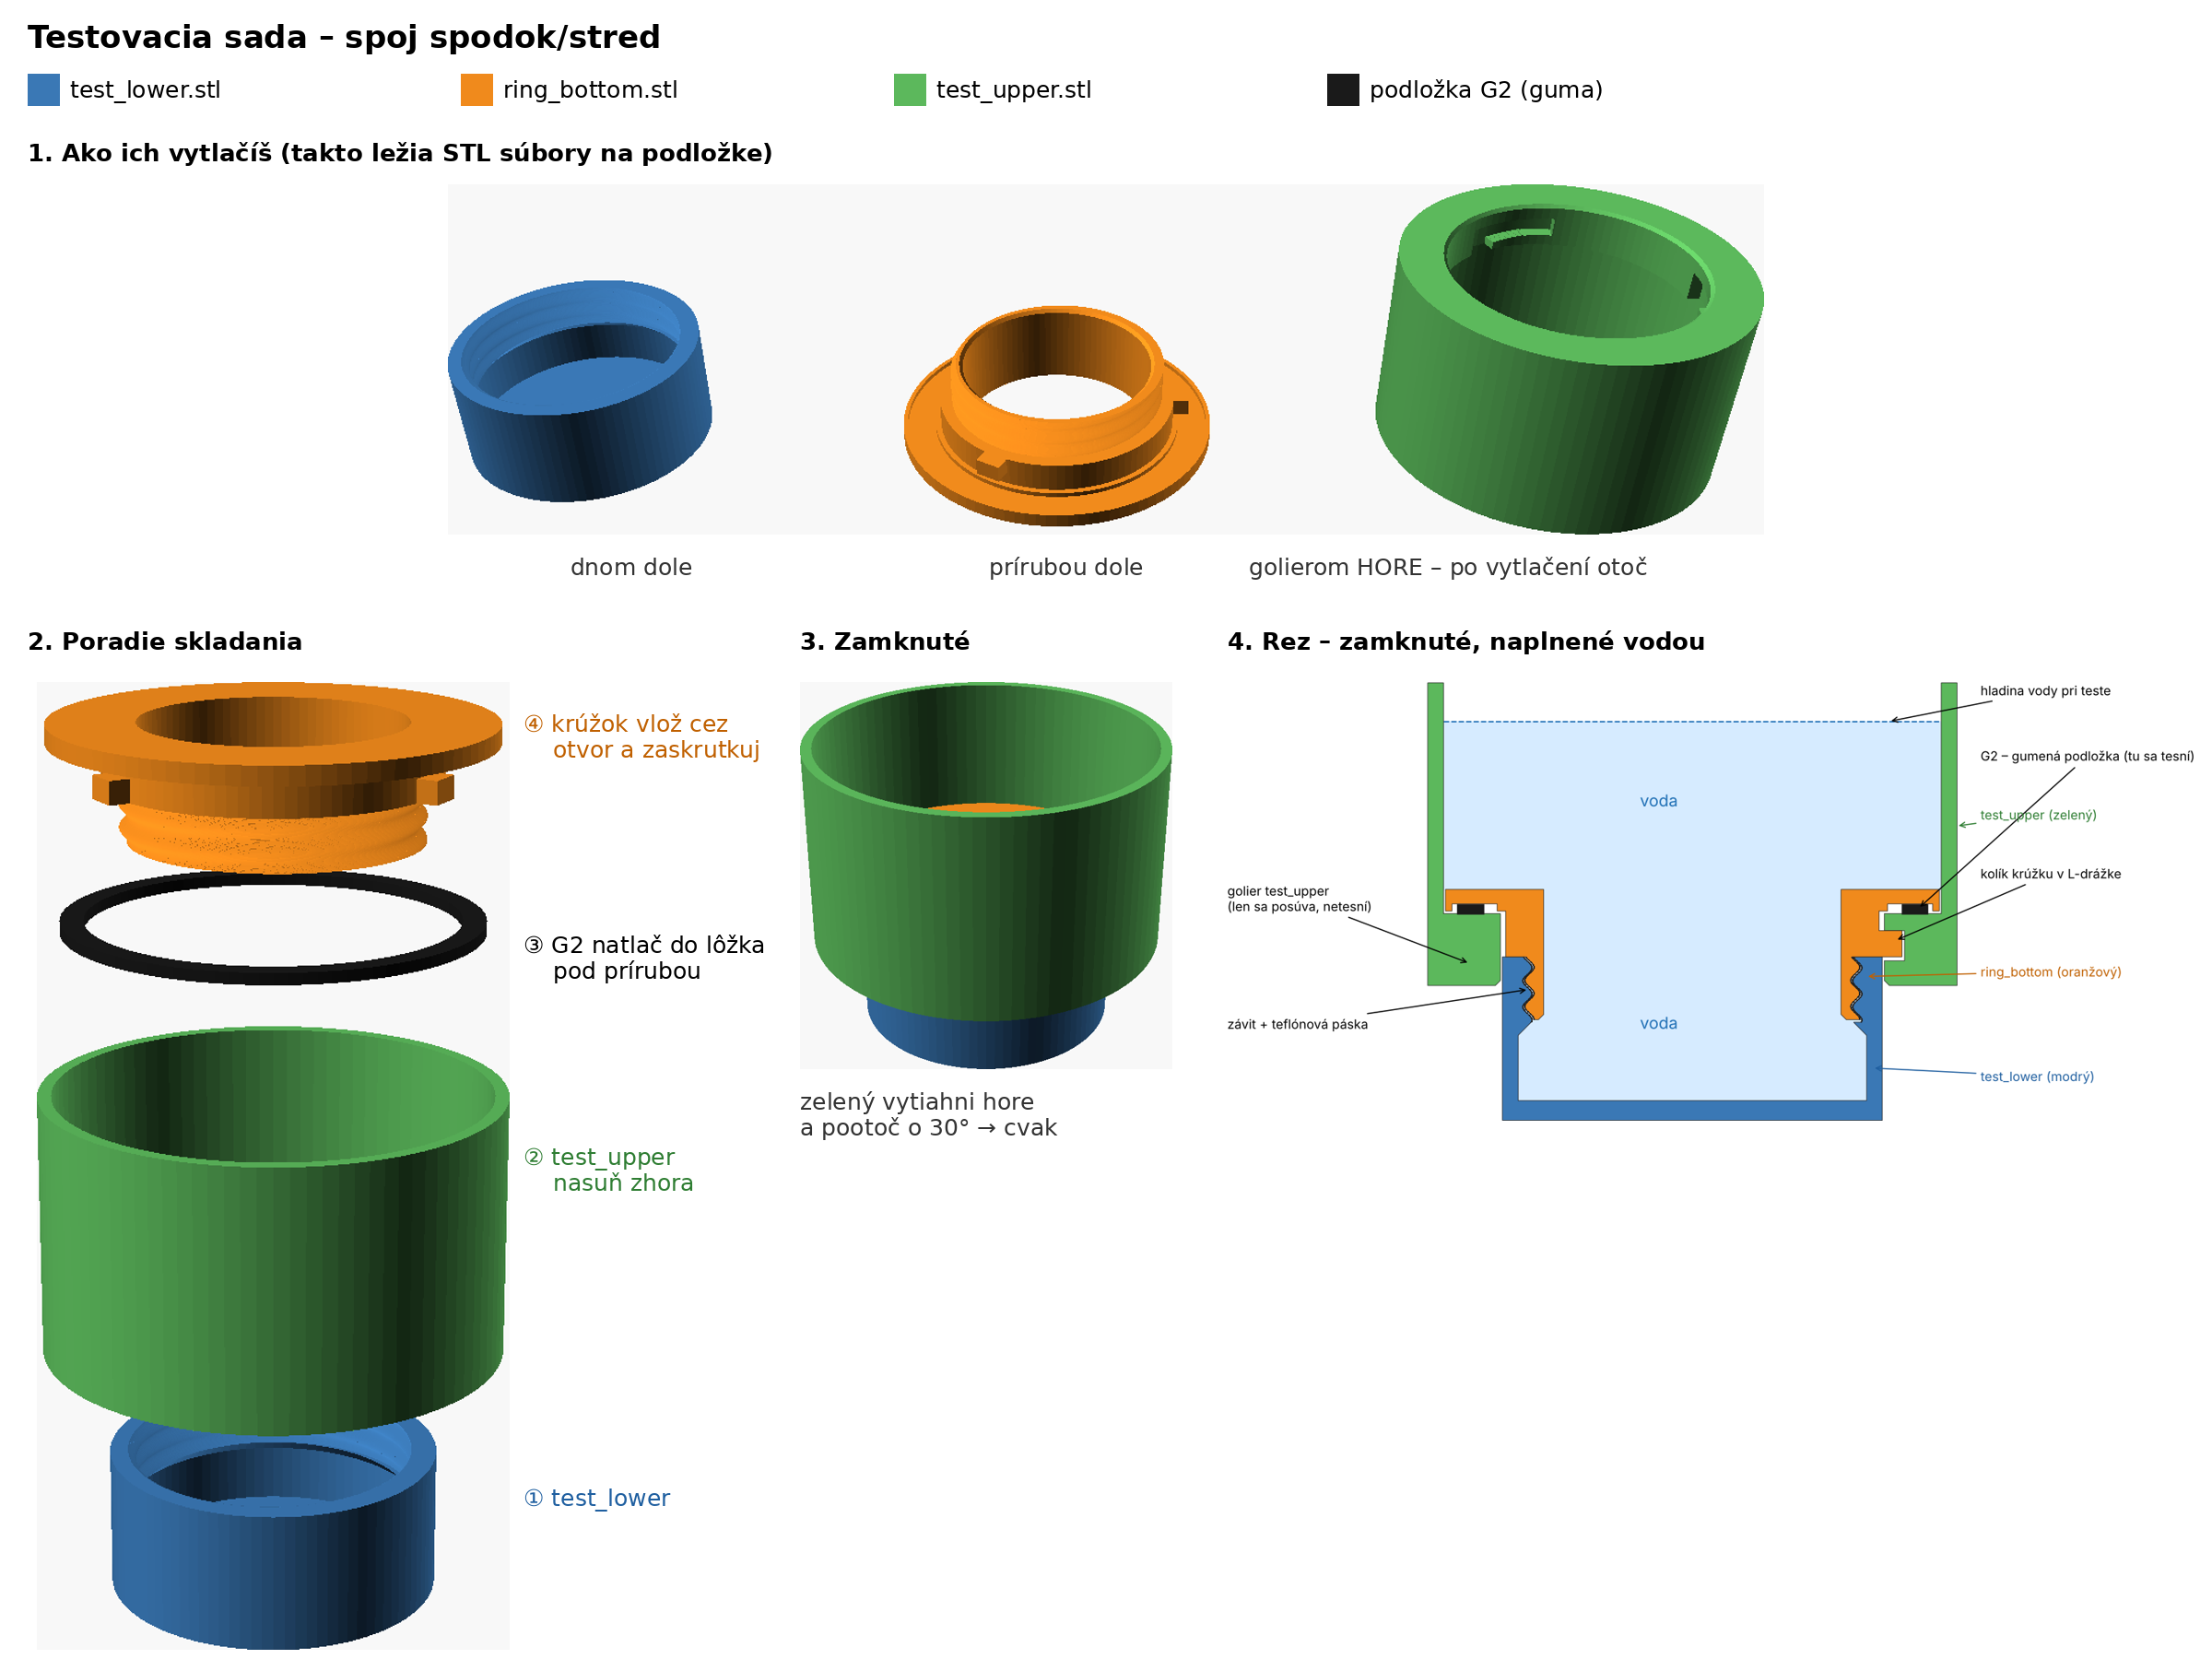 Testovacia sada – spoj spodok/stred
test_lower.stl
ring_bottom.stl
test_upper.stl
podložka G2 (guma)
1. Ako ich vytlačíš (takto ležia STL súbory na podložke)
dnom dole
prírubou dole
golierom HORE – po vytlačení otoč
2. Poradie skladania
④ krúžok vlož cez
otvor a zaskrutkuj
③ G2 natlač do lôžka
pod prírubou
② test_upper
nasuň zhora
① test_lower
3. Zamknuté
zelený vytiahni hore
a pootoč o 30° → cvak
4. Rez – zamknuté, naplnené vodou
hladina vody pri teste
G2 – gumená podložka (tu sa tesní)
voda
test_upper (zelený)
kolík krúžku v L-drážke
golier test_upper
(len sa posúva, netesní)
ring_bottom (oranžový)
závit + teflónová páska
voda
test_lower (modrý)